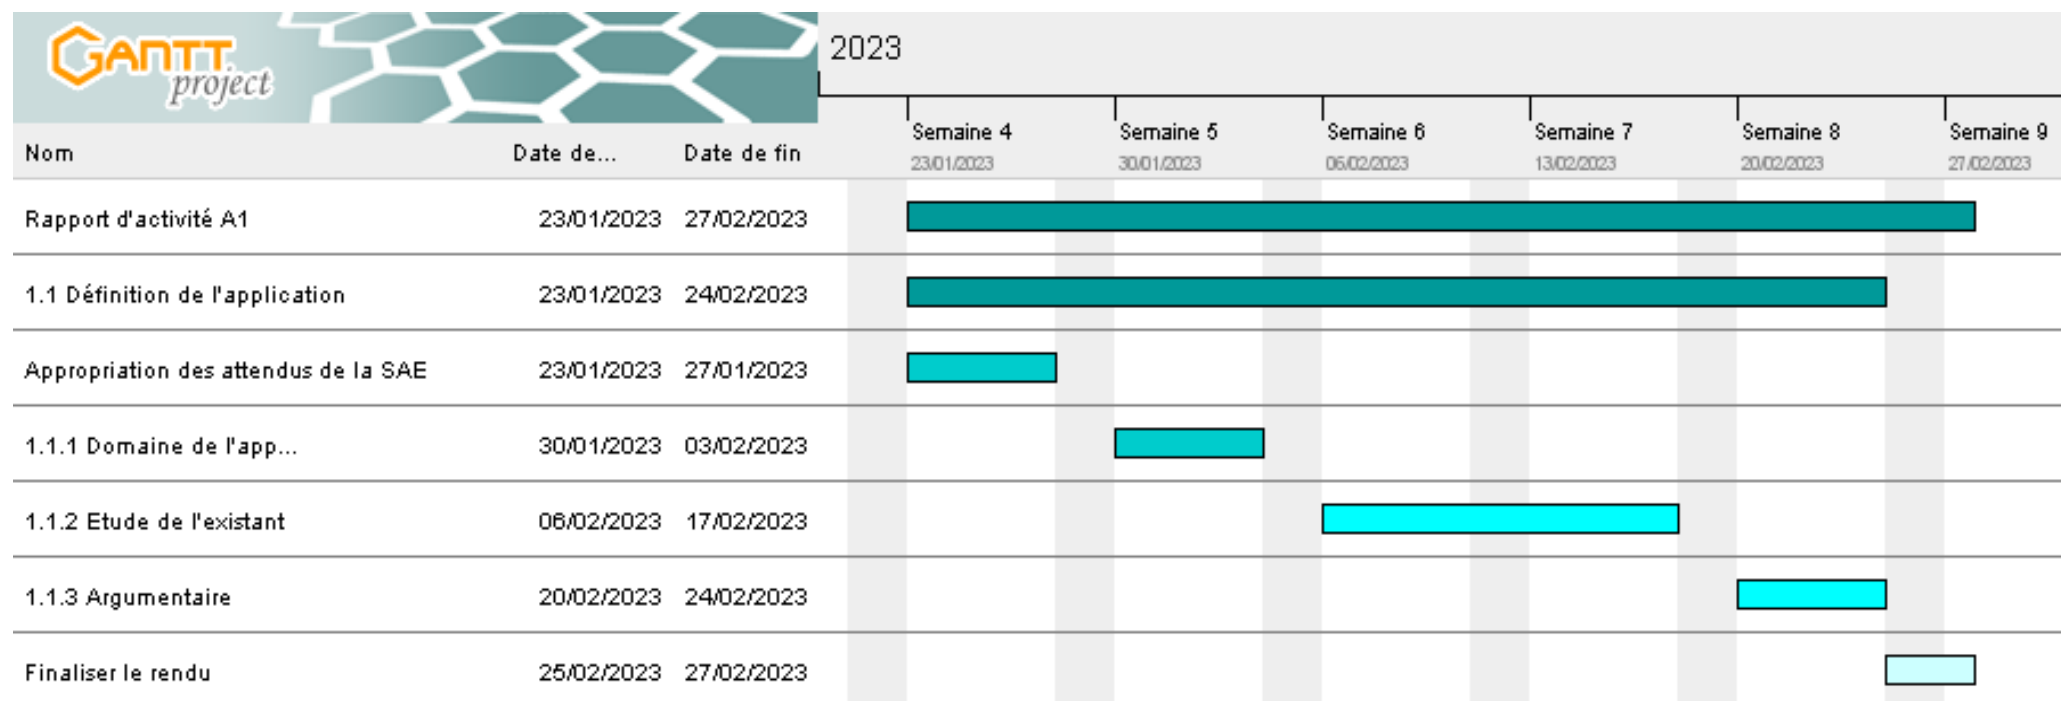 GANTT
project
2023
Nom Date de... Date de fin
Semaine 4 Semaine 5 Semaine 6 Semaine 7 Semaine 8 Semaine 9
23/01/2023 30/01/2023 06/02/2023 13/02/2023 20/02/2023 27/02/2023
Rapport d'activité A1 23/01/2023 27/02/2023
1.1 Définition de l'application 23/01/2023 24/02/2023
Appropriation des attendus de la SAE 23/01/2023 27/01/2023
1.1.1 Domaine de l'app... 30/01/2023 03/02/2023
1.1.2 Etude de l'existant 06/02/2023 17/02/2023
1.1.3 Argumentaire 20/02/2023 24/02/2023
Finaliser le rendu 25/02/2023 27/02/2023